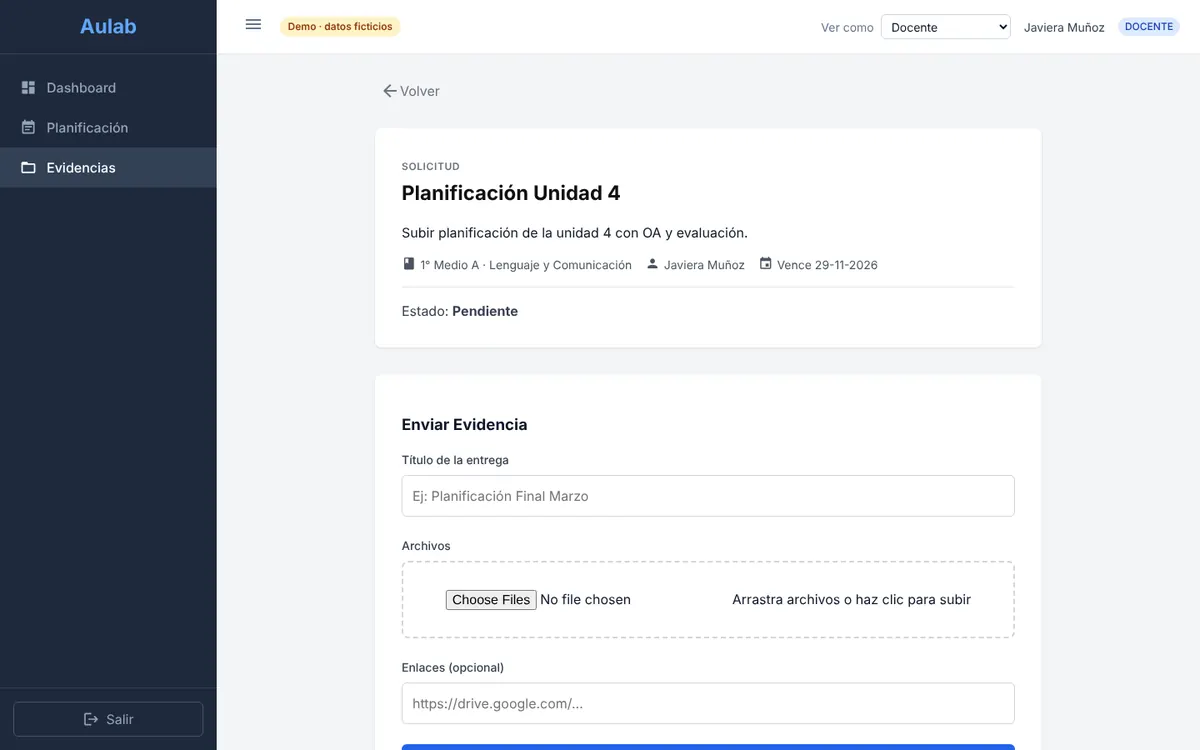 Aulab
Demo · datos ficticios
Ver como
Docente
Javiera Muñoz
DOCENTE
Dashboard
Planificación
Evidencias
Salir
Volver
SOLICITUD
Planificación Unidad 4
Subir planificación de la unidad 4 con OA y evaluación.
1° Medio A · Lenguaje y Comunicación
Javiera Muñoz
Vence 29-11-2026
Estado: Pendiente
Enviar Evidencia
Título de la entrega
Ej: Planificación Final Marzo
Archivos
Choose Files No file chosen
Arrastra archivos o haz clic para subir
Enlaces (opcional)
https://drive.google.com/...